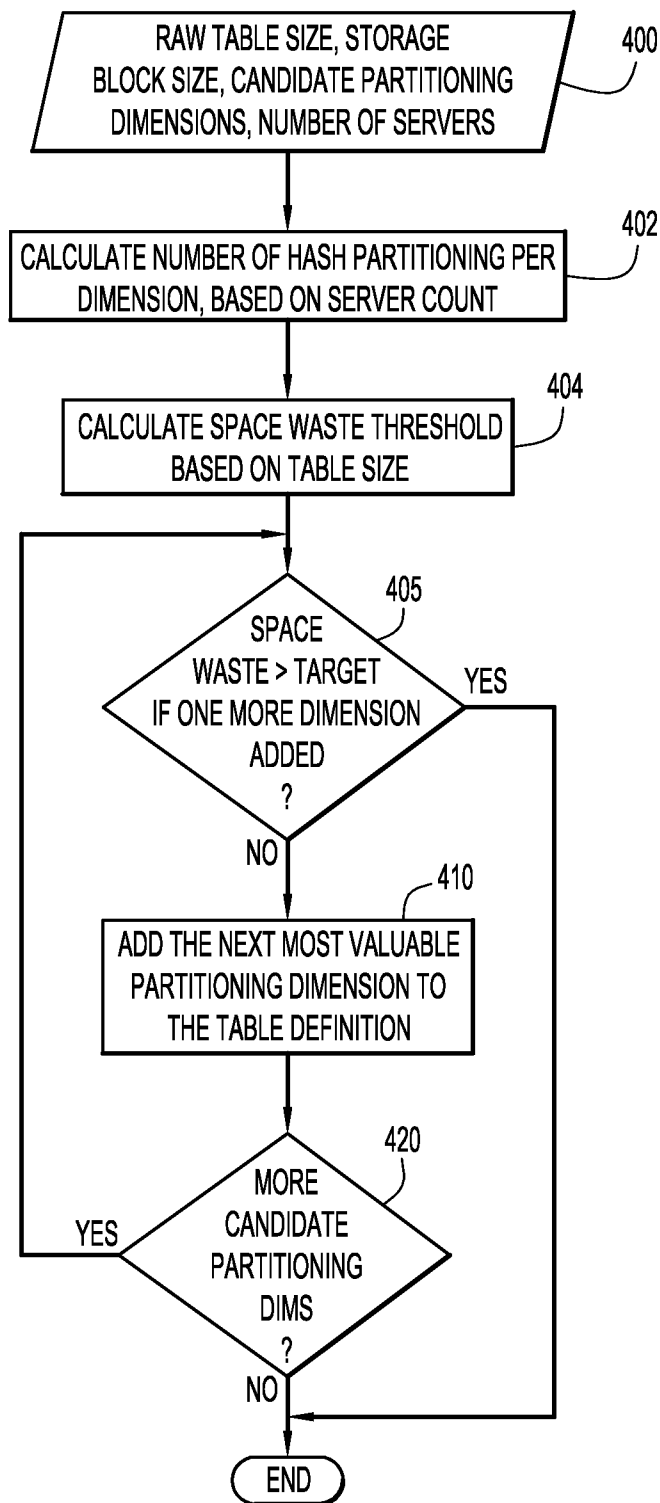 RAW TABLE SIZE, STORAGE
BLOCK SIZE, CANDIDATE PARTITIONING
DIMENSIONS, NUMBER OF SERVERS
400
CALCULATE NUMBER OF HASH PARTITIONING PER
DIMENSION, BASED ON SERVER COUNT
402
CALCULATE SPACE WASTE THRESHOLD
BASED ON TABLE SIZE
404
SPACE
WASTE > TARGET
IF ONE MORE DIMENSION
ADDED
?
405
YES
NO
ADD THE NEXT MOST VALUABLE
PARTITIONING DIMENSION TO
THE TABLE DEFINITION
410
MORE
CANDIDATE
PARTITIONING
DIMS
?
420
YES
NO
END